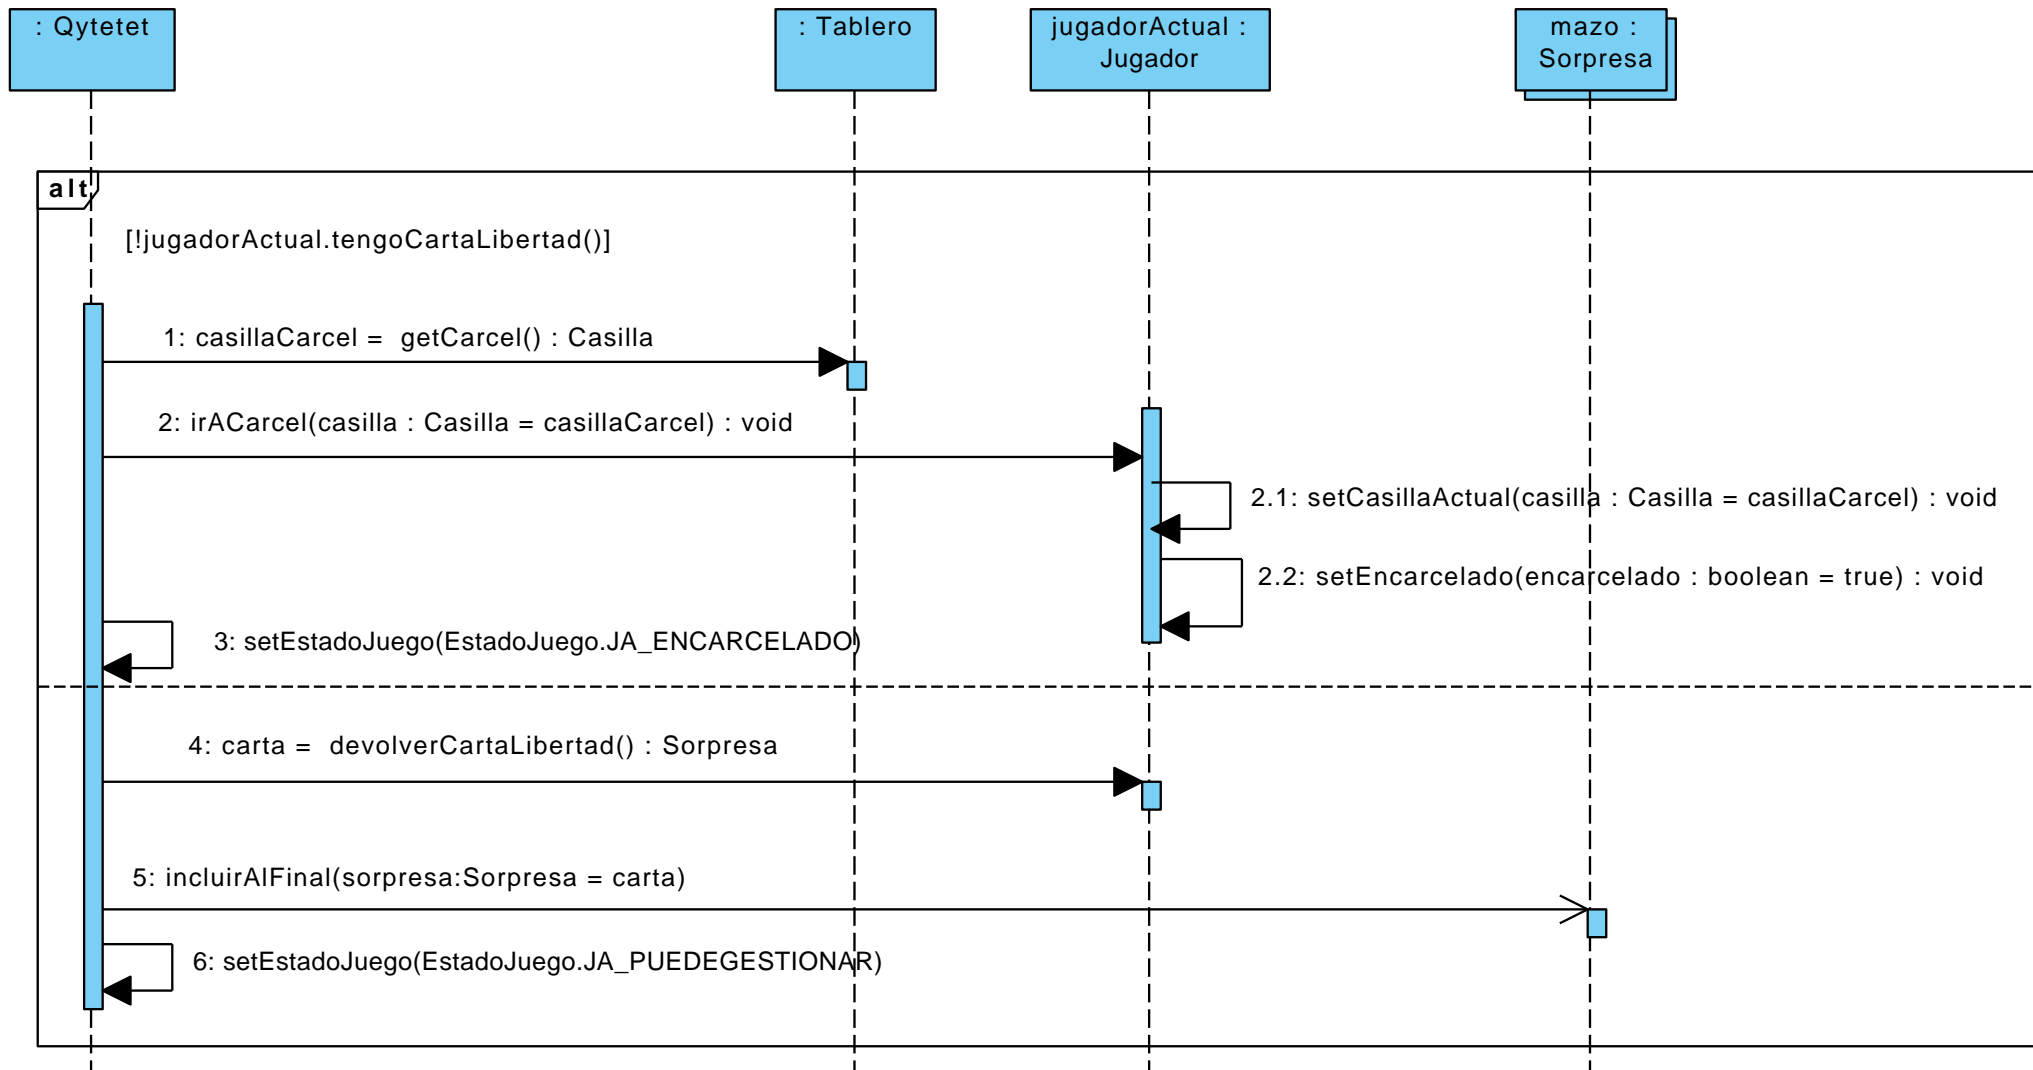 : Qytetet
: Tablero
jugadorActual :
Jugador
mazo :
Sorpresa
alt
[!jugadorActual.tengoCartaLibertad()]
1: casillaCarcel =  getCarcel() : Casilla
2: irACarcel(casilla : Casilla = casillaCarcel) : void
2.1: setCasillaActual(casilla : Casilla = casillaCarcel) : void
2.2: setEncarcelado(encarcelado : boolean = true) : void
3: setEstadoJuego(EstadoJuego.JA_ENCARCELADO)
4: carta =  devolverCartaLibertad() : Sorpresa
5: incluirAlFinal(sorpresa:Sorpresa = carta)
6: setEstadoJuego(EstadoJuego.JA_PUEDEGESTIONAR)